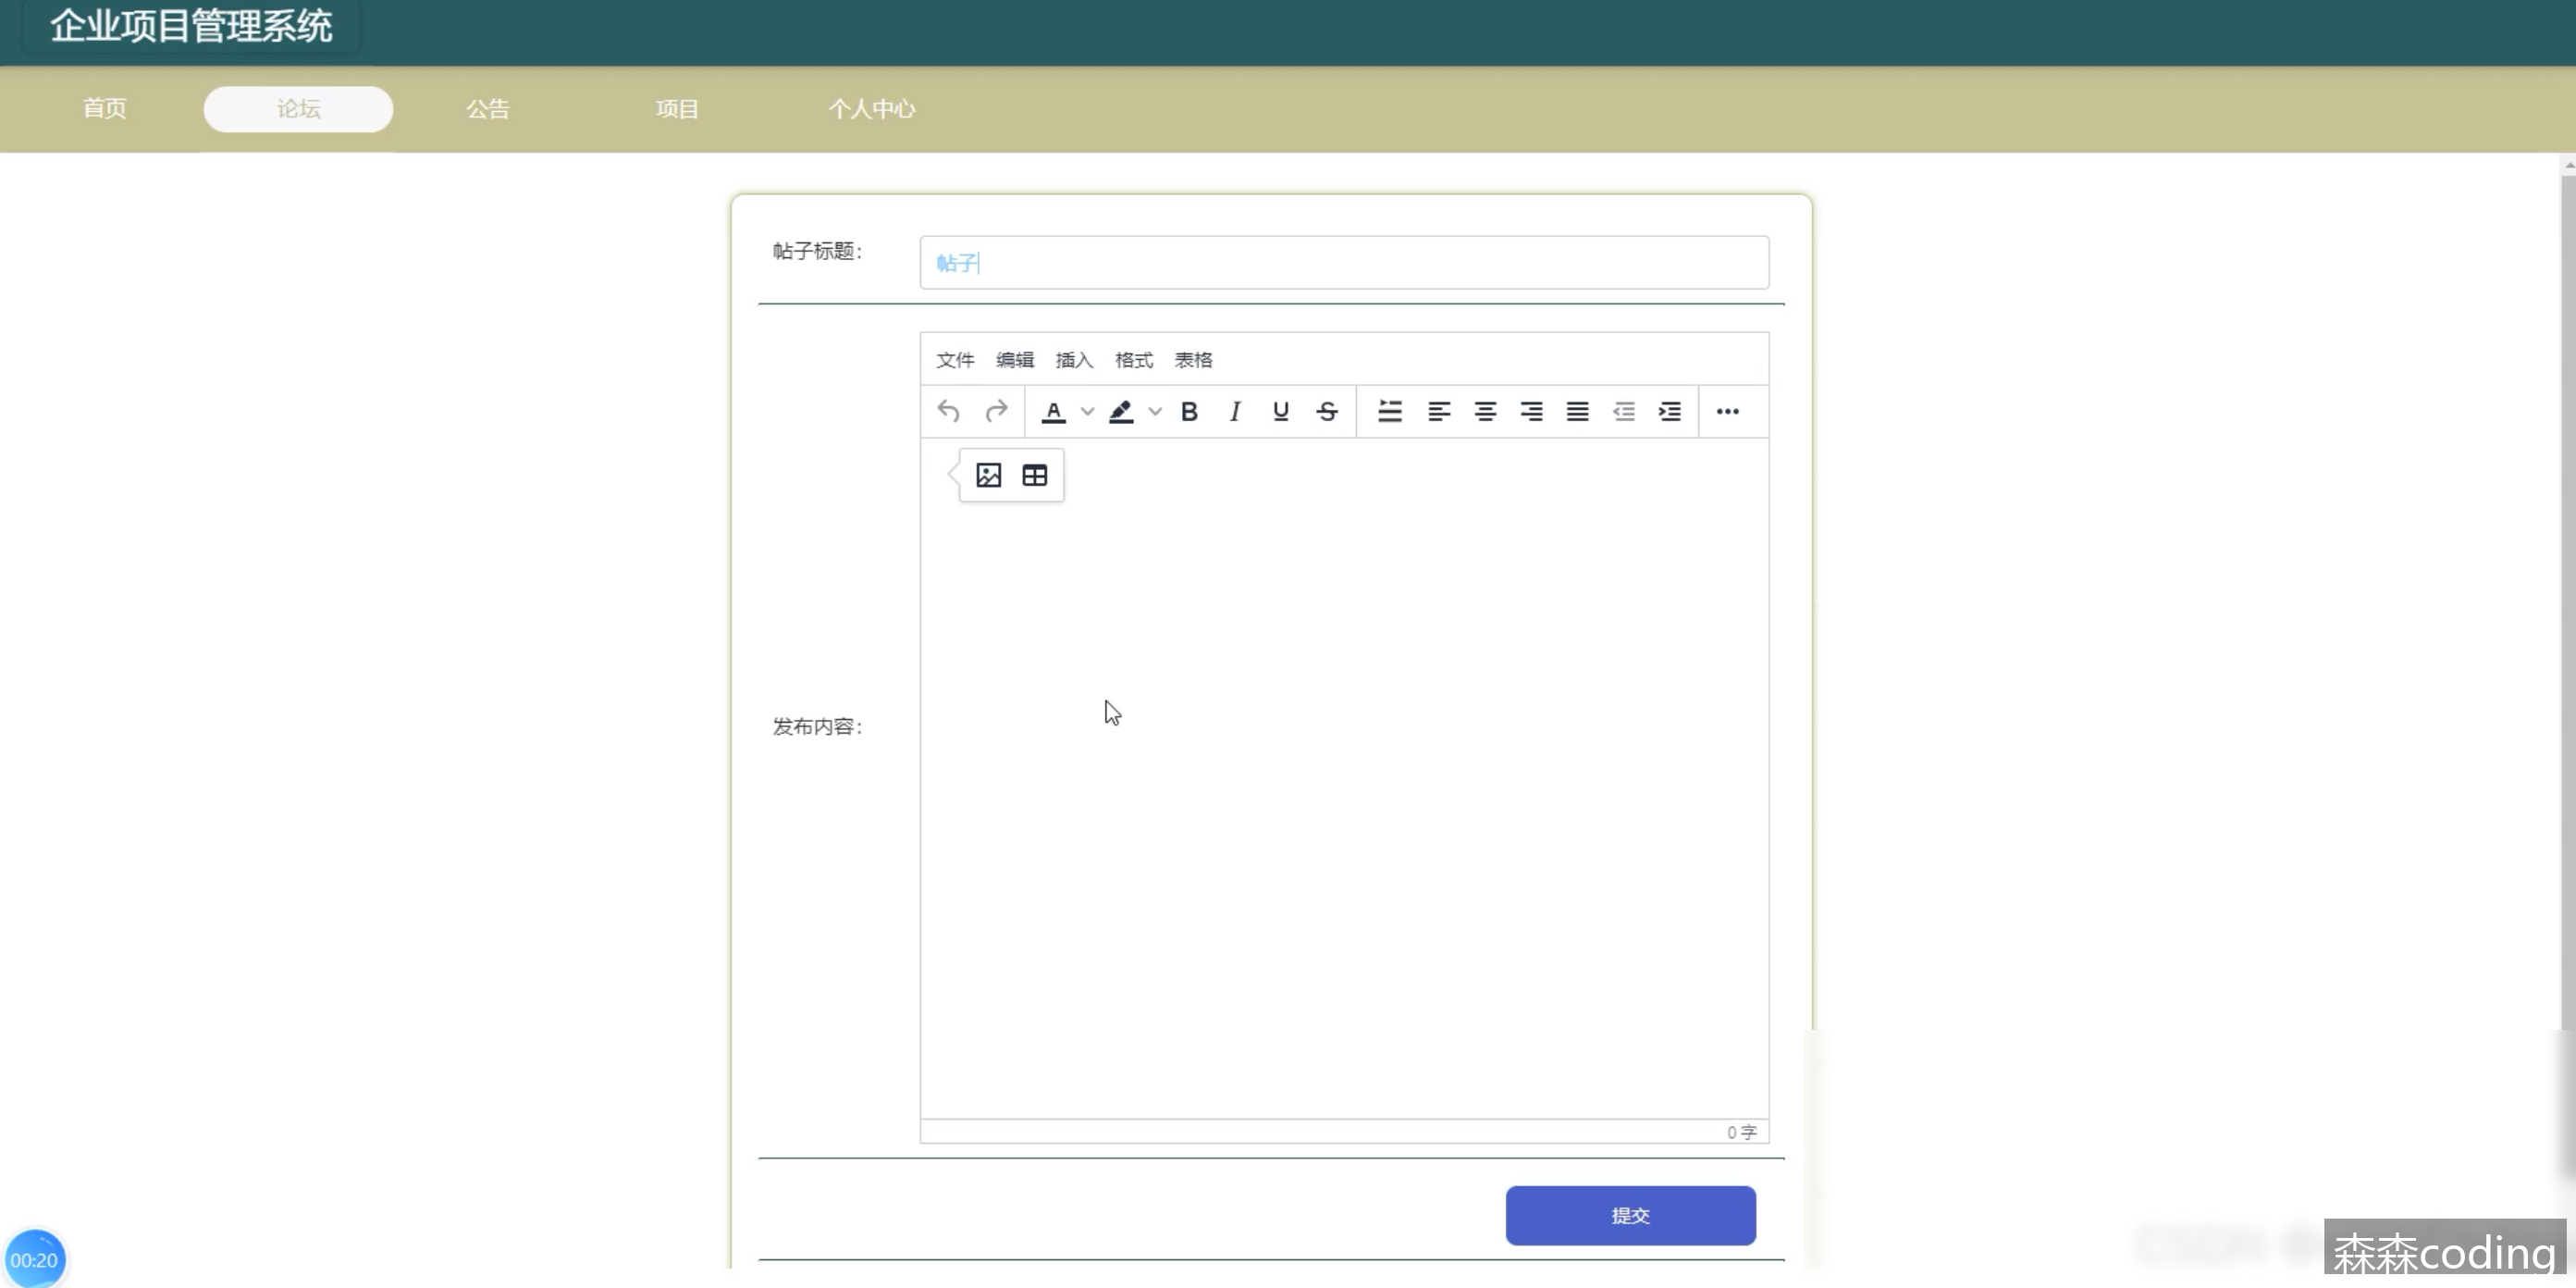 企业项目管理系统
首页 论坛 公告 项目 个人中心
帖子标题：
帖子
文件 编辑 插入 格式 表格
发布内容：
0 字
提交
00:20
森森coding